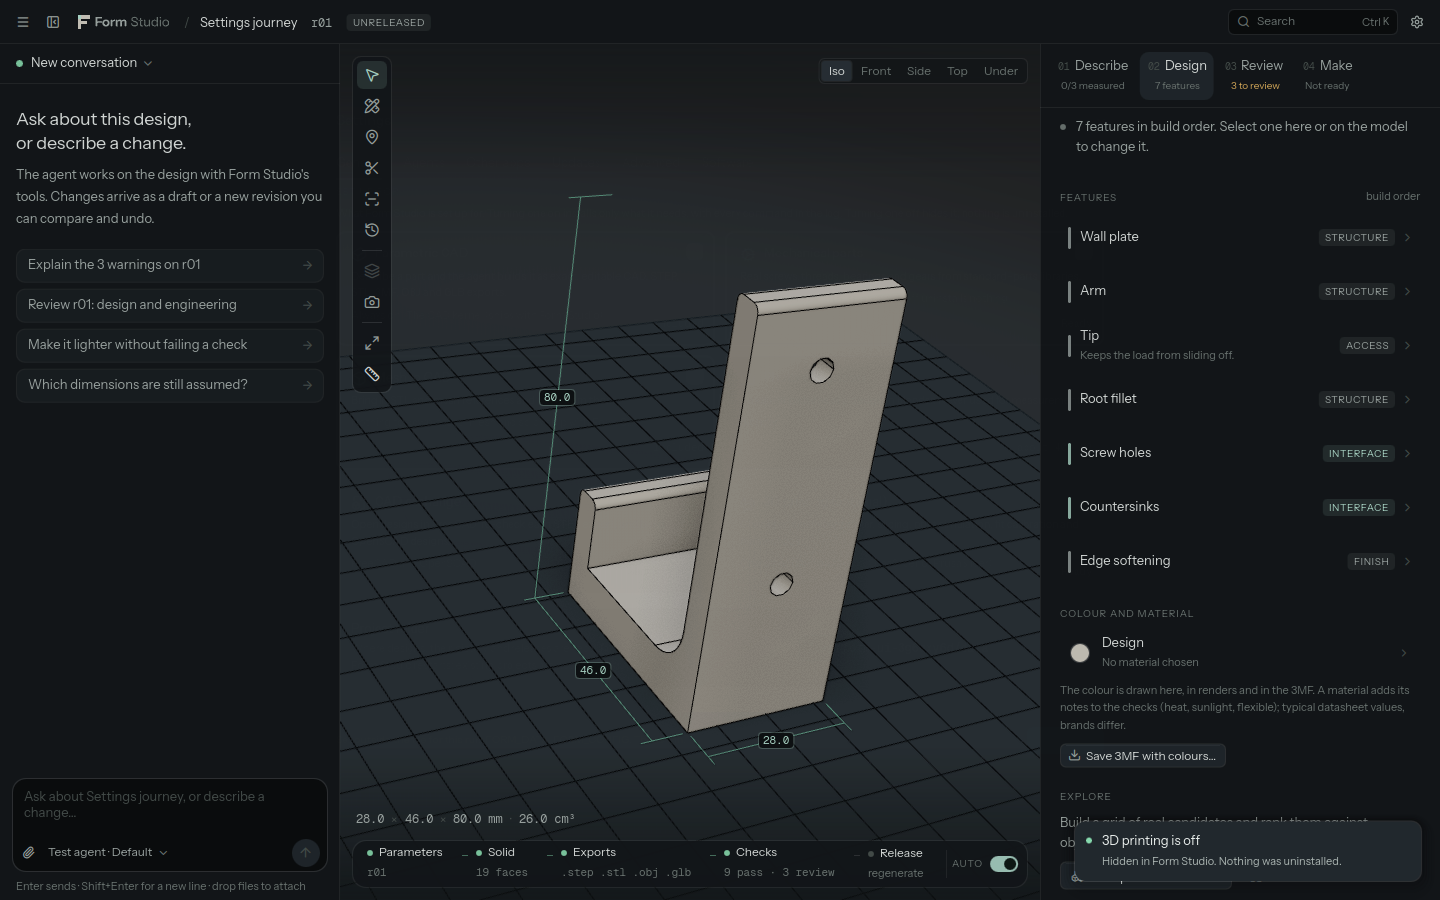 Form Studio / Settings journey r01 UNRELEASED
Search Ctrl K
New conversation
Ask about this design,
or describe a change.
The agent works on the design with Form Studio's
tools. Changes arrive as a draft or a new revision you
can compare and undo.
Explain the 3 warnings on r01
Review r01: design and engineering
Make it lighter without failing a check
Which dimensions are still assumed?
Ask about Settings journey, or describe a
change...
Test agent · Default
Enter sends · Shift+Enter for a new line · drop files to attach
Iso Front Side Top Under
80.0
46.0
28.0
28.0 × 46.0 × 80.0 mm · 26.0 cm³
Parameters
r01
Solid
19 faces
Exports
.step .stl .obj .glb
Checks
9 pass · 3 review
Release
regenerate
AUTO
01 Describe
0/3 measured
02 Design
7 features
03 Review
3 to review
04 Make
Not ready
7 features in build order. Select one here or on the model
to change it.
FEATURES build order
Wall plate STRUCTURE
Arm STRUCTURE
Tip
Keeps the load from sliding off.
ACCESS
Root fillet STRUCTURE
Screw holes INTERFACE
Countersinks INTERFACE
Edge softening FINISH
COLOUR AND MATERIAL
Design
No material chosen
The colour is drawn here, in renders and in the 3MF. A material adds its
notes to the checks (heat, sunlight, flexible); typical datasheet values,
brands differ.
Save 3MF with colours...
EXPLORE
3D printing is off
Hidden in Form Studio. Nothing was uninstalled.